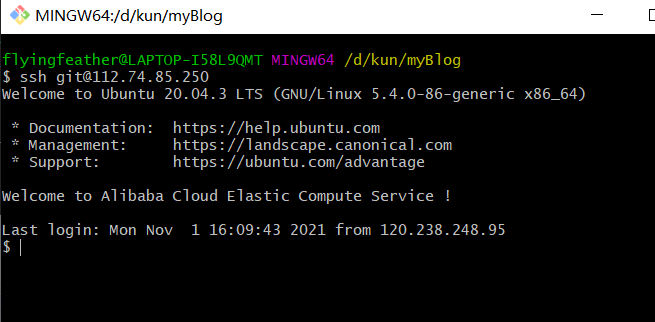 MINGW64:/d/kun/myBlog
flyingfeather@LAPTOP-I58L9QMT MINGW64 /d/kun/myBlog
$ ssh git@112.74.85.250
Welcome to Ubuntu 20.04.3 LTS (GNU/Linux 5.4.0-86-generic x86_64)
* Documentation:  https://help.ubuntu.com
* Management:     https://landscape.canonical.com
* Support:        https://ubuntu.com/advantage
Welcome to Alibaba Cloud Elastic Compute Service !
Last login: Mon Nov  1 16:09:43 2021 from 120.238.248.95
$